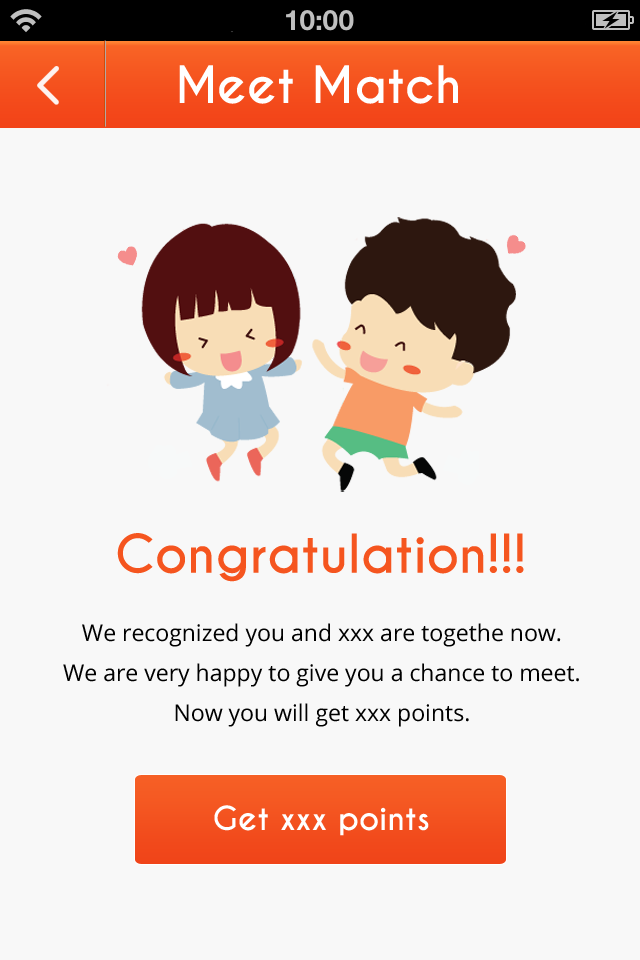 10:00
Meet Match
Congratulation!!!
We recognized you and xxx are togethe now.
We are very happy to give you a chance to meet.
Now you will get xxx points.
Get xxx points